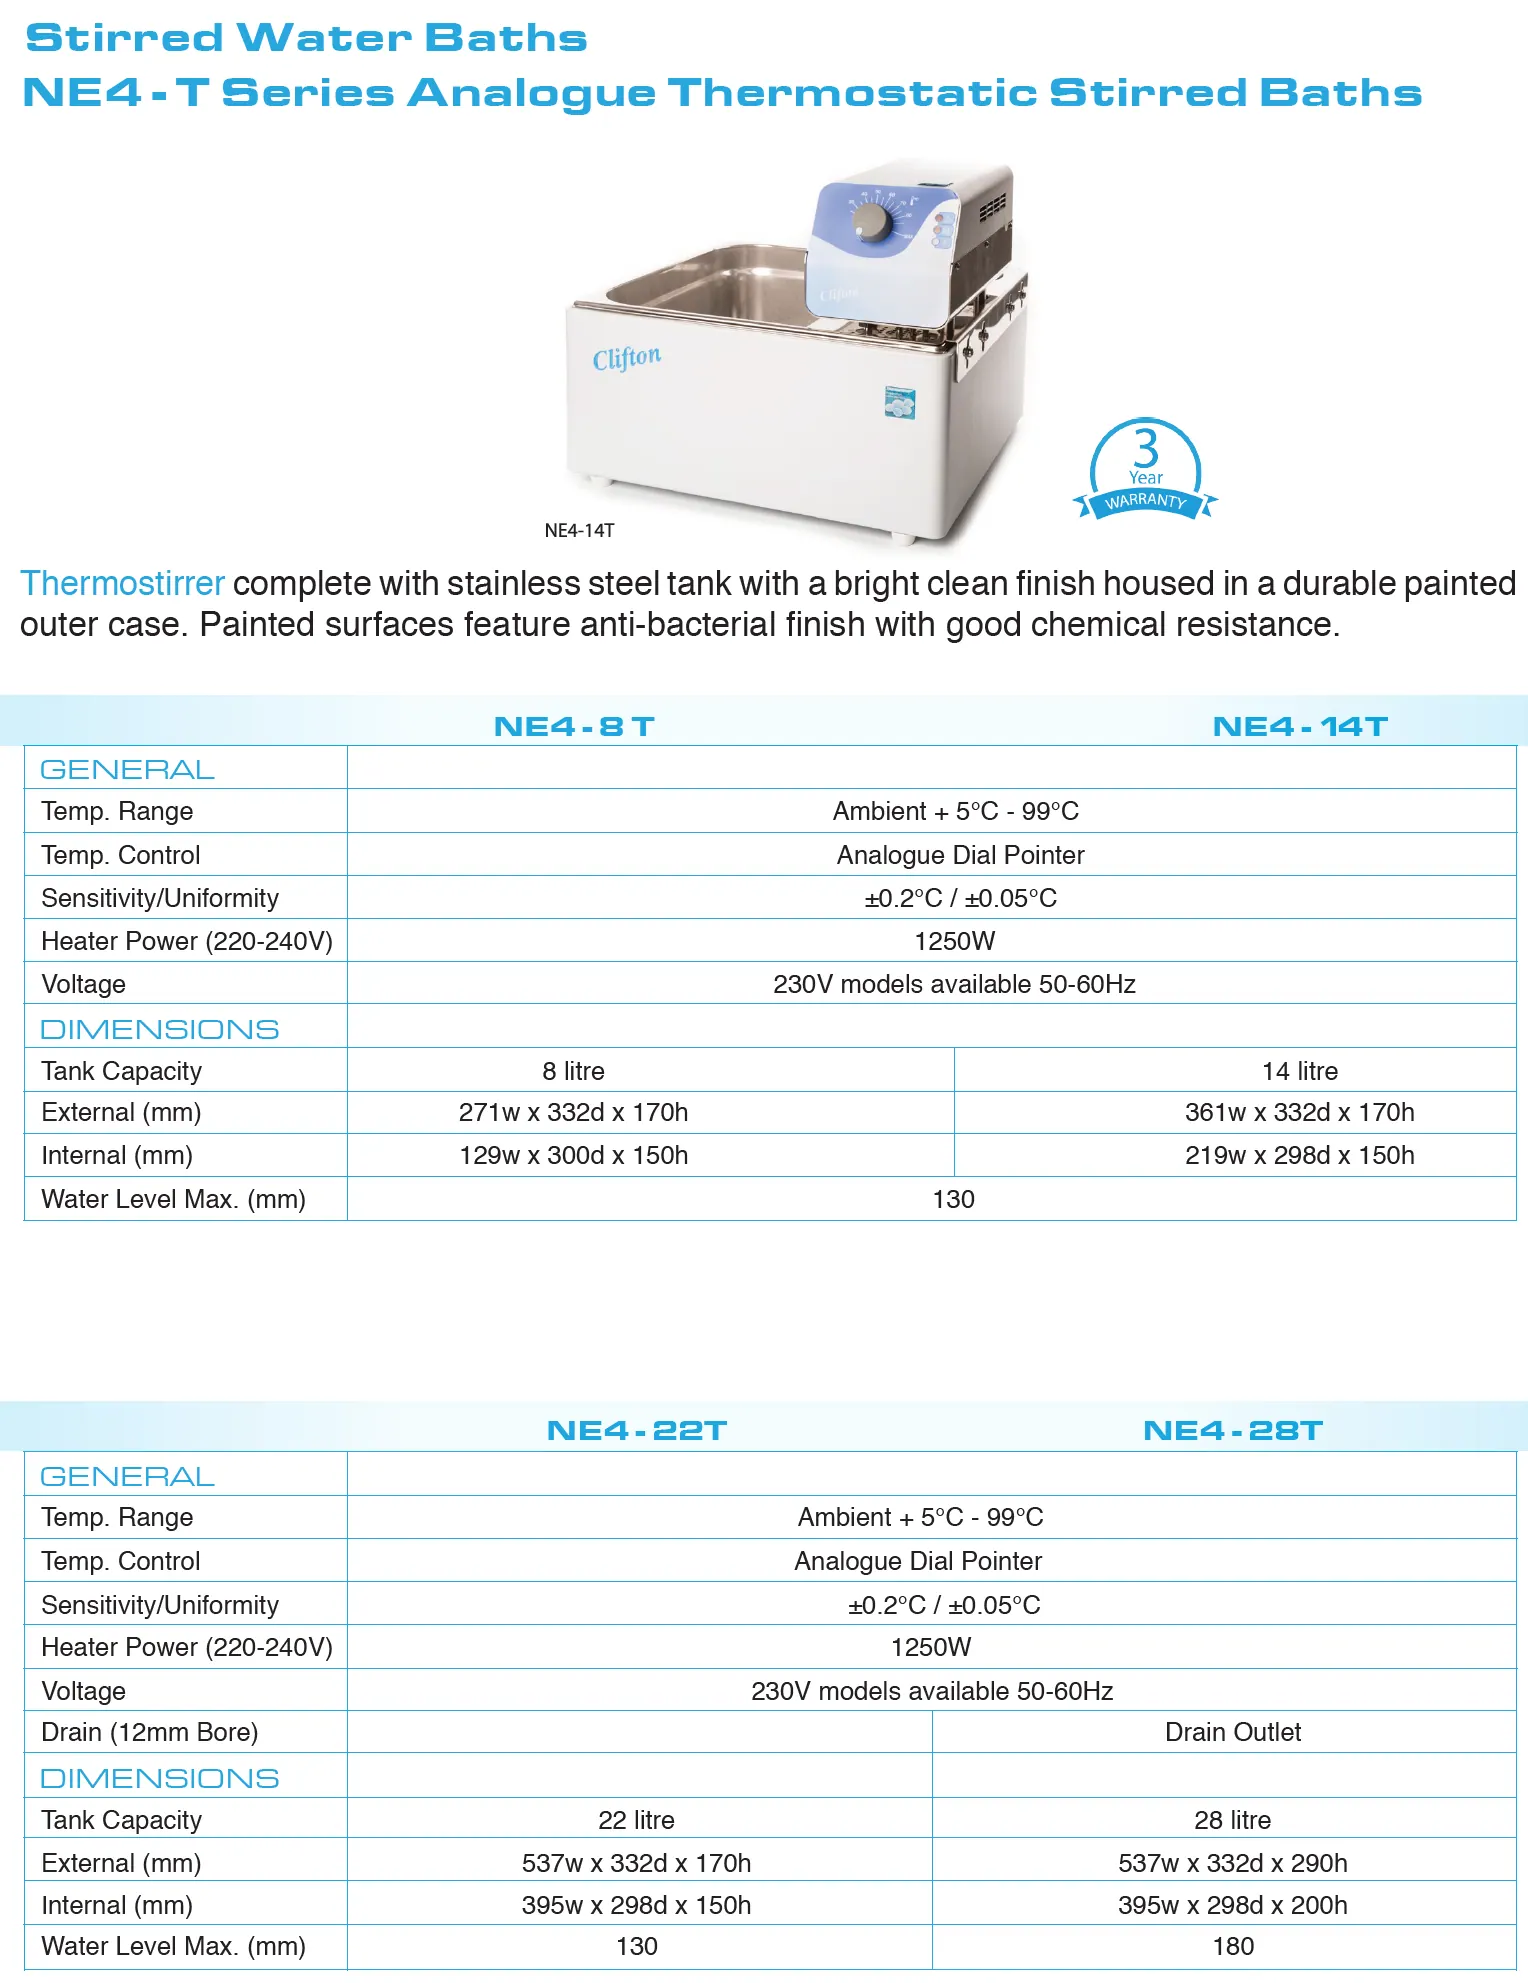 Stirred Water Baths
NE4 - T Series Analogue Thermostatic Stirred Baths
Clifton
Clifton
3
Year
WARRANTY
NE4-14T
Thermostirrer complete with stainless steel tank with a bright clean finish housed in a durable painted
outer case. Painted surfaces feature anti-bacterial finish with good chemical resistance.
NE4 - 8 T NE4 - 14T
GENERAL
Temp. Range Ambient + 5°C - 99°C
Temp. Control Analogue Dial Pointer
Sensitivity/Uniformity ±0.2°C / ±0.05°C
Heater Power (220-240V) 1250W
Voltage 230V models available 50-60Hz
DIMENSIONS
Tank Capacity 8 litre 14 litre
External (mm) 271w x 332d x 170h 361w x 332d x 170h
Internal (mm) 129w x 300d x 150h 219w x 298d x 150h
Water Level Max. (mm) 130
NE4 - 22T NE4 - 28T
GENERAL
Temp. Range Ambient + 5°C - 99°C
Temp. Control Analogue Dial Pointer
Sensitivity/Uniformity ±0.2°C / ±0.05°C
Heater Power (220-240V) 1250W
Voltage 230V models available 50-60Hz
Drain (12mm Bore) Drain Outlet
DIMENSIONS
Tank Capacity 22 litre 28 litre
External (mm) 537w x 332d x 170h 537w x 332d x 290h
Internal (mm) 395w x 298d x 150h 395w x 298d x 200h
Water Level Max. (mm) 130 180